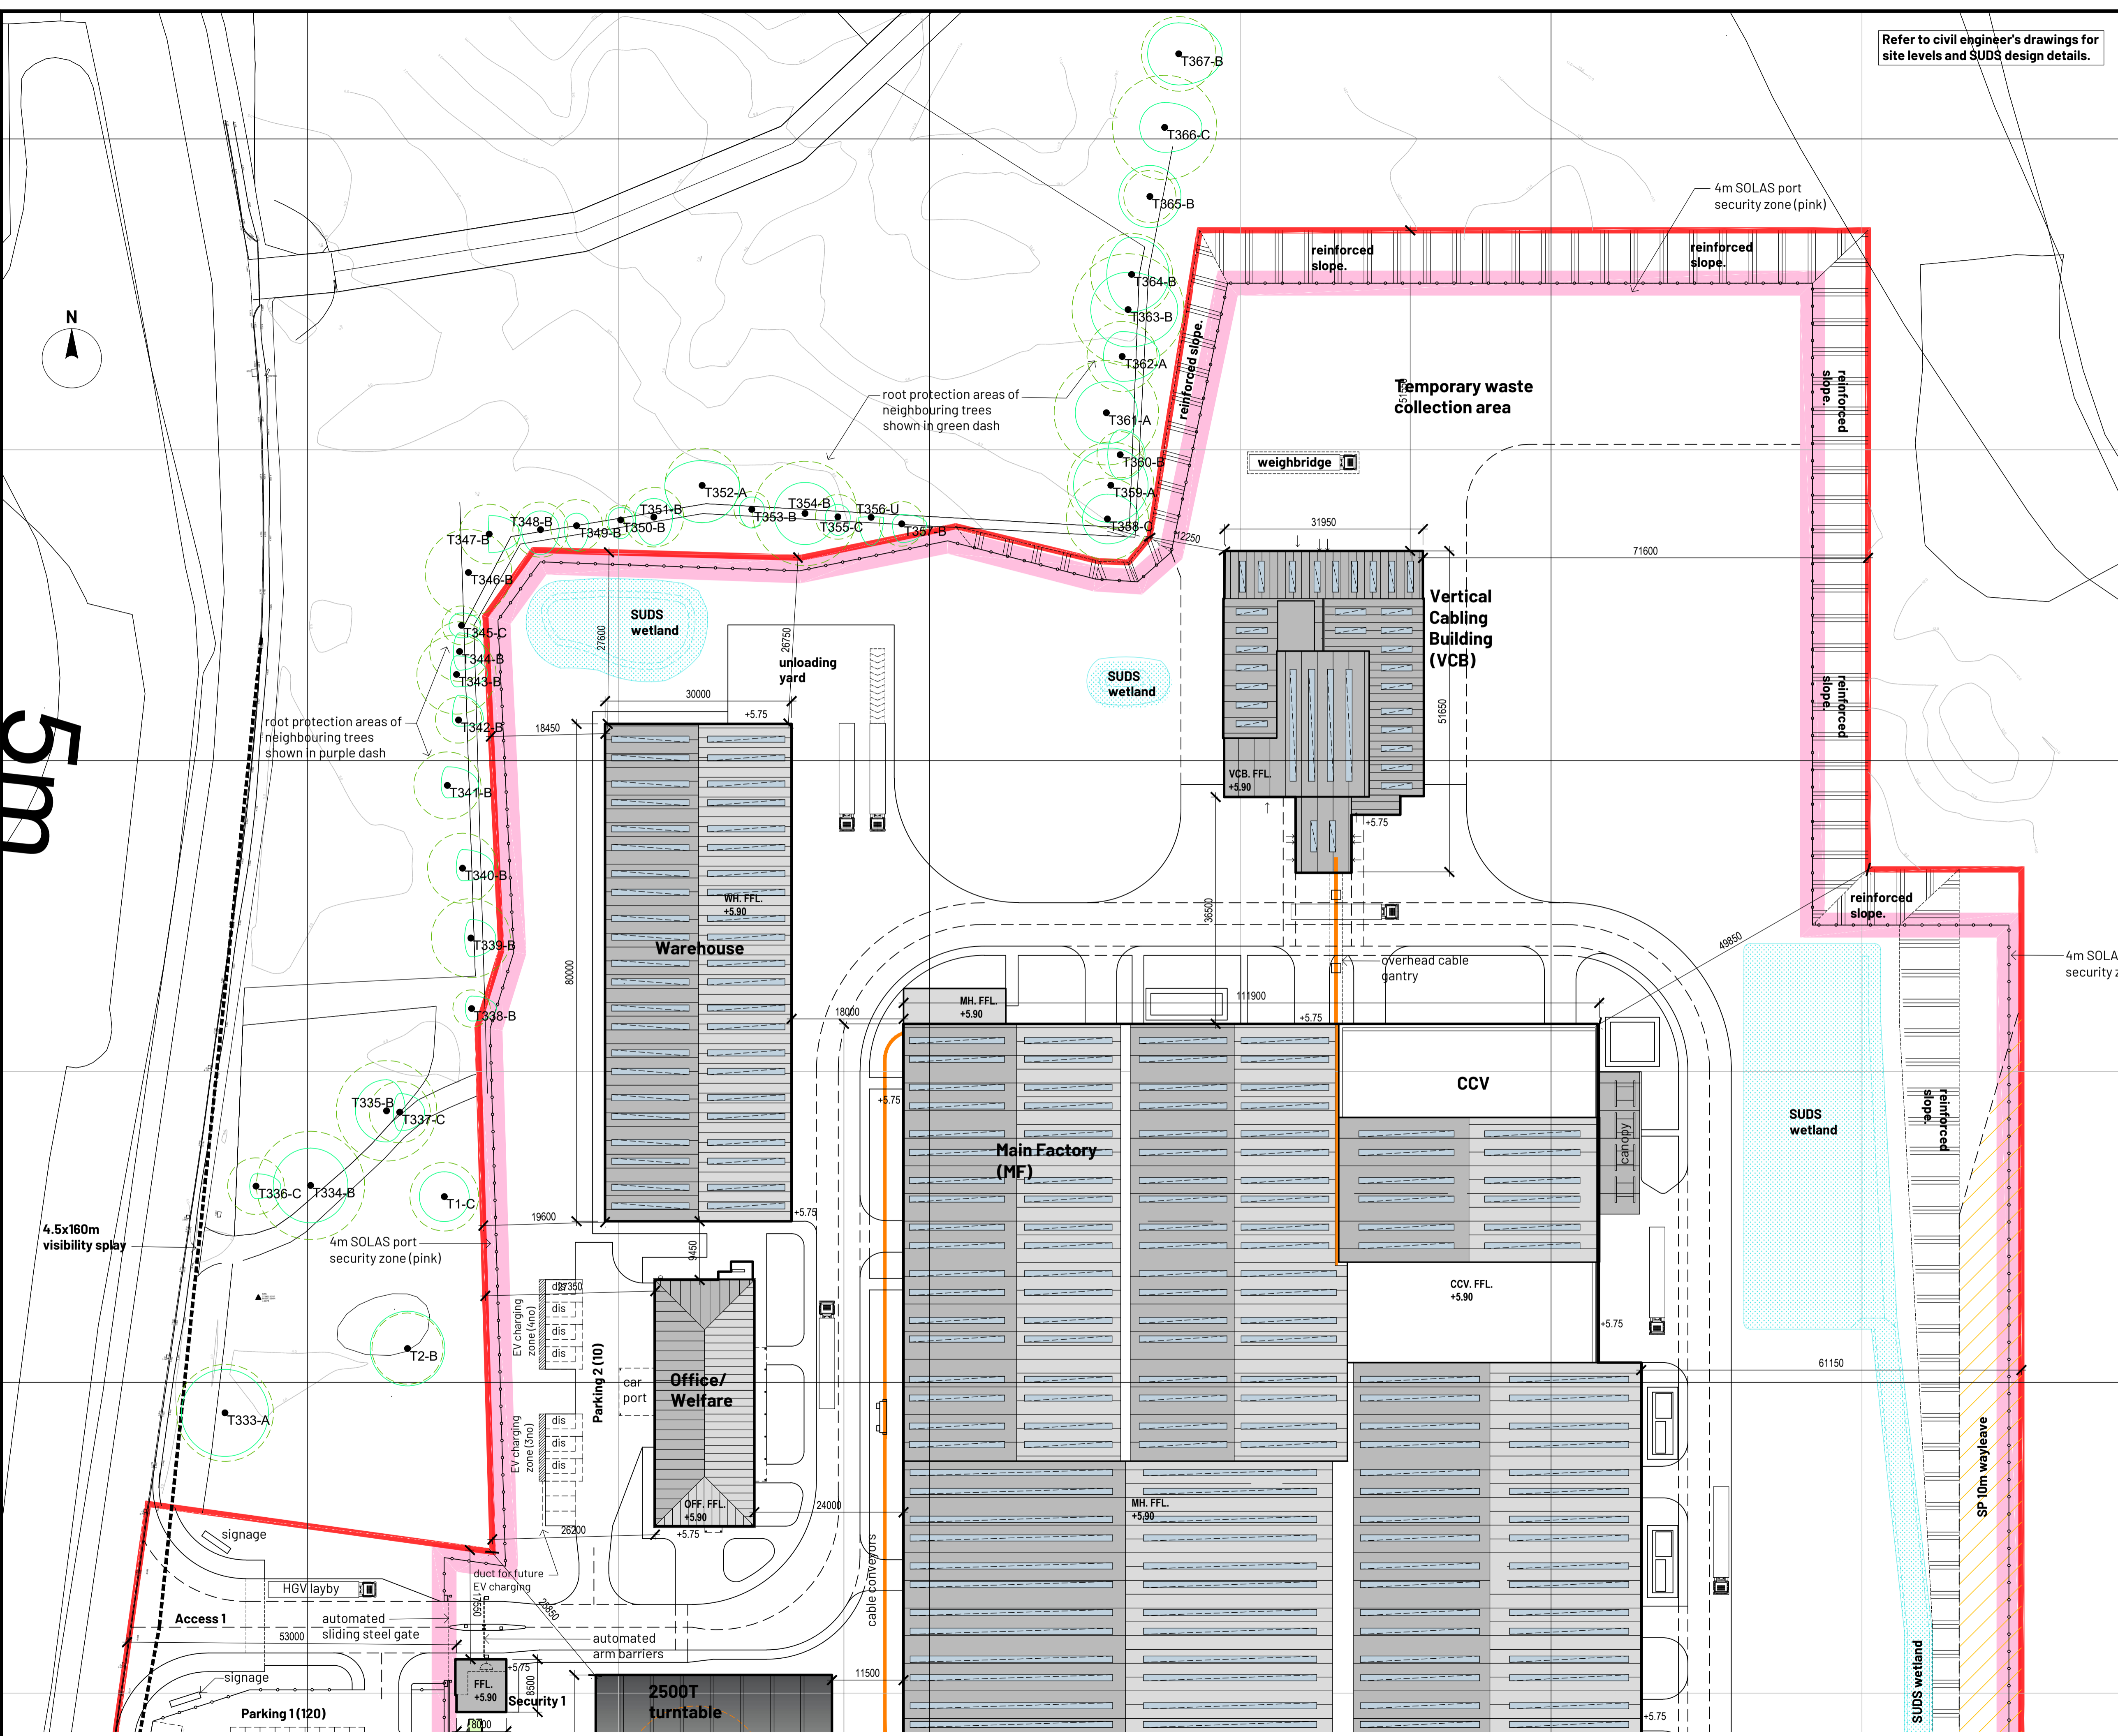 Refer to civil engineer's drawings for
site levels and SUDS design details.
T367-B
T366-C
T365-B
4m SOLAS port
security zone (pink)
reinforced
slope.
reinforced
slope.
T364-B
T363-B
T362-A
T361-A
T360-B
T359-A
T358-C
reinforced slope.
N
root protection areas of
neighbouring trees
shown in green dash
Temporary waste
collection area
reinforced
slope.
weighbridge
T352-A
T351-B
T350-B
T349-B
T348-B
T347-B
T353-B
T354-B
T355-C
T356-U
T357-B
12250
31950
71600
T346-B
T345-C
T344-B
T343-B
T342-B
T341-B
T340-B
T339-B
T338-B
SUDS
wetland
27600
26750
unloading
yard
SUDS
wetland
Vertical
Cabling
Building
(VCB)
51650
reinforced
slope.
root protection areas of
neighbouring trees
shown in purple dash
5m
30000
+5.75
18450
VCB. FFL.
+5.90
+5.75
WH. FFL.
+5.90
Warehouse
80000
36500
overhead cable
gantry
reinforced
slope.
49850
4m SOLA
security z
MH. FFL.
+5.90
111900
18000
+5.75
+5.75
CCV
Main Factory
(MF)
canopy
SUDS
wetland
reinforced
slope.
T335-B
T337-C
T336-C
T334-B
T1-C
4.5x160m
visibility splay
4m SOLAS port
security zone (pink)
19600
+5.75
9450
27350
EV charging
zone (4no)
dis
dis
dis
dis
Parking 2 (10)
car
port
Office/
Welfare
CCV. FFL.
+5.90
+5.75
61150
T2-B
T333-A
EV charging
zone (3no)
dis
dis
dis
OFF. FFL.
+5.90
+5.75
26200
24000
MH. FFL.
+5.90
SP 10m wayleave
signage
HGV layby
duct for future
EV charging
17550
25850
cable conveyors
Access 1
automated
sliding steel gate
53000
automated
arm barriers
signage
+5.75
FFL.
+5.90
8500
Security 1
8000
2500T
turntable
11500
Parking 1 (120)
+5.75
SUDS wetland